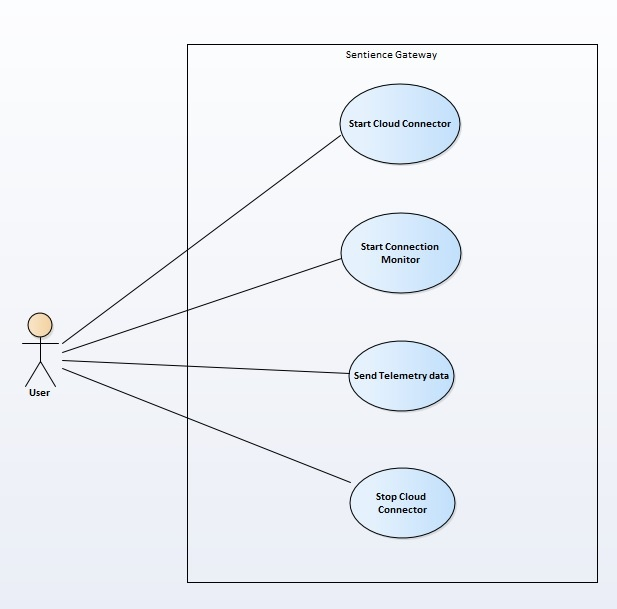 Sentience Gateway
Start Cloud Connector
Start Connection
Monitor
Send Telemetry data
User
Stop Cloud
Connector